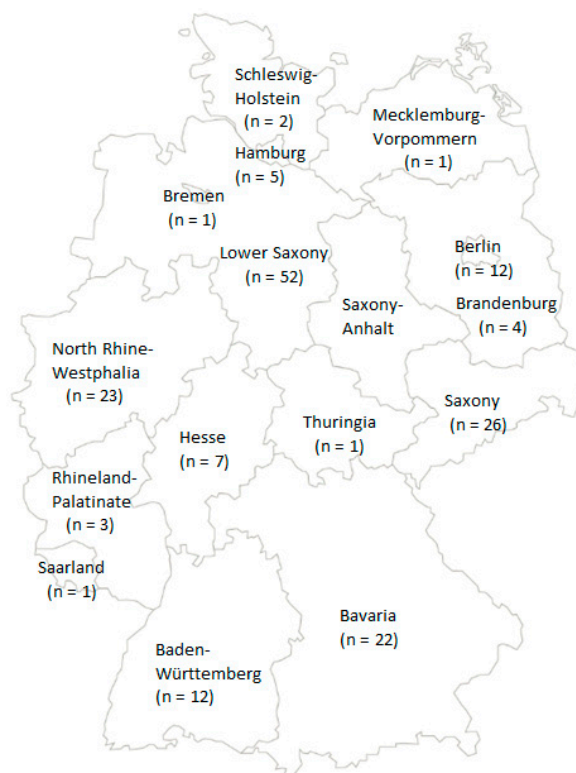 Schleswig-
Holstein
(n = 2)
Mecklemburg-
Vorpommern
(n = 1)
Hamburg
(n = 5)
Bremen
(n = 1)
Lower Saxony
(n = 52)
Berlin
(n = 12)
Brandenburg
(n = 4)
Saxony-
Anhalt
North Rhine-
Westphalia
(n = 23)
Saxony
(n = 26)
Thuringia
(n = 1)
Hesse
(n = 7)
Rhineland-
Palatinate
(n = 3)
Saarland
(n = 1)
Bavaria
(n = 22)
Baden-
Württemberg
(n = 12)